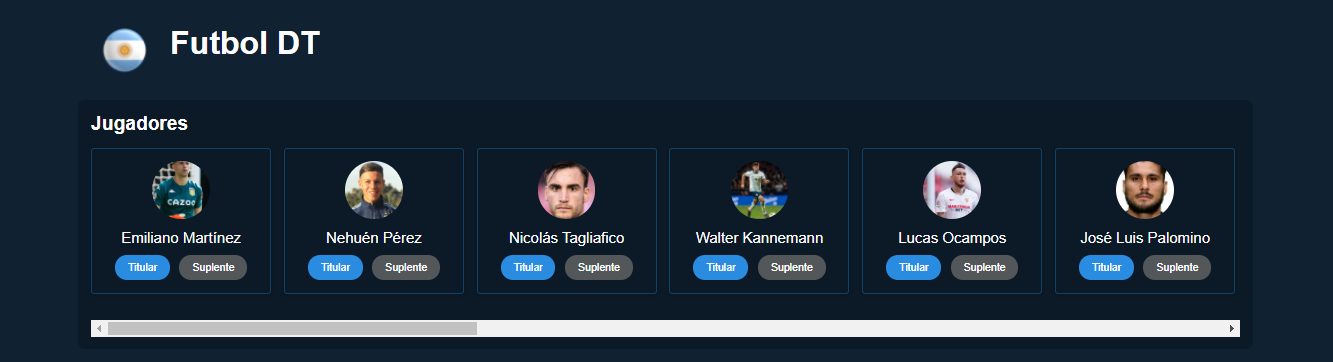 Futbol DT
Jugadores
Emiliano Martínez
Titular Suplente
Nehuén Pérez
Titular Suplente
Nicolás Tagliafico
Titular Suplente
Walter Kannemann
Titular Suplente
Lucas Ocampos
Titular Suplente
José Luis Palomino
Titular Suplente
CAZOO